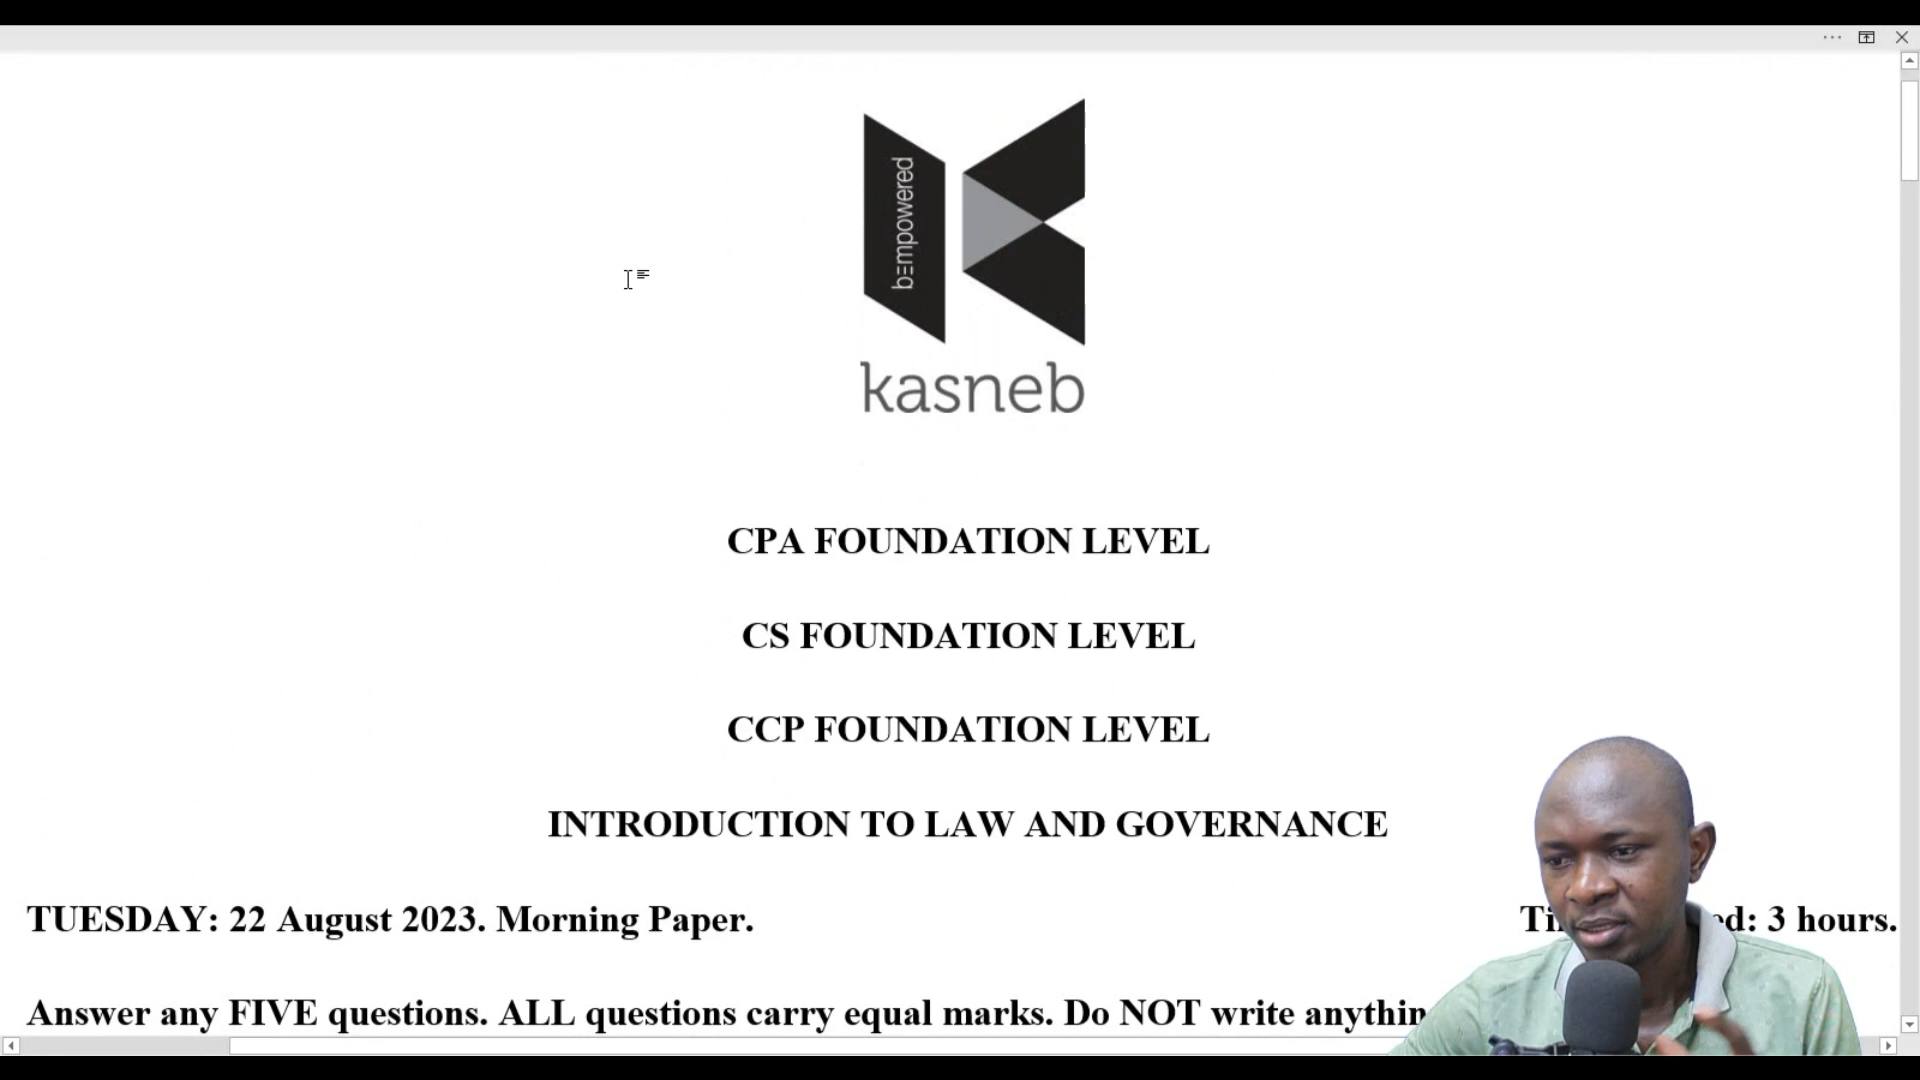 b=mpowered
kasneb
CPA FOUNDATION LEVEL
CS FOUNDATION LEVEL
CCP FOUNDATION LEVEL
INTRODUCTION TO LAW AND GOVERNANCE
TUESDAY: 22 August 2023. Morning Paper. 3 hours.
Answer any FIVE questions. ALL questions carry equal marks. Do NOT write